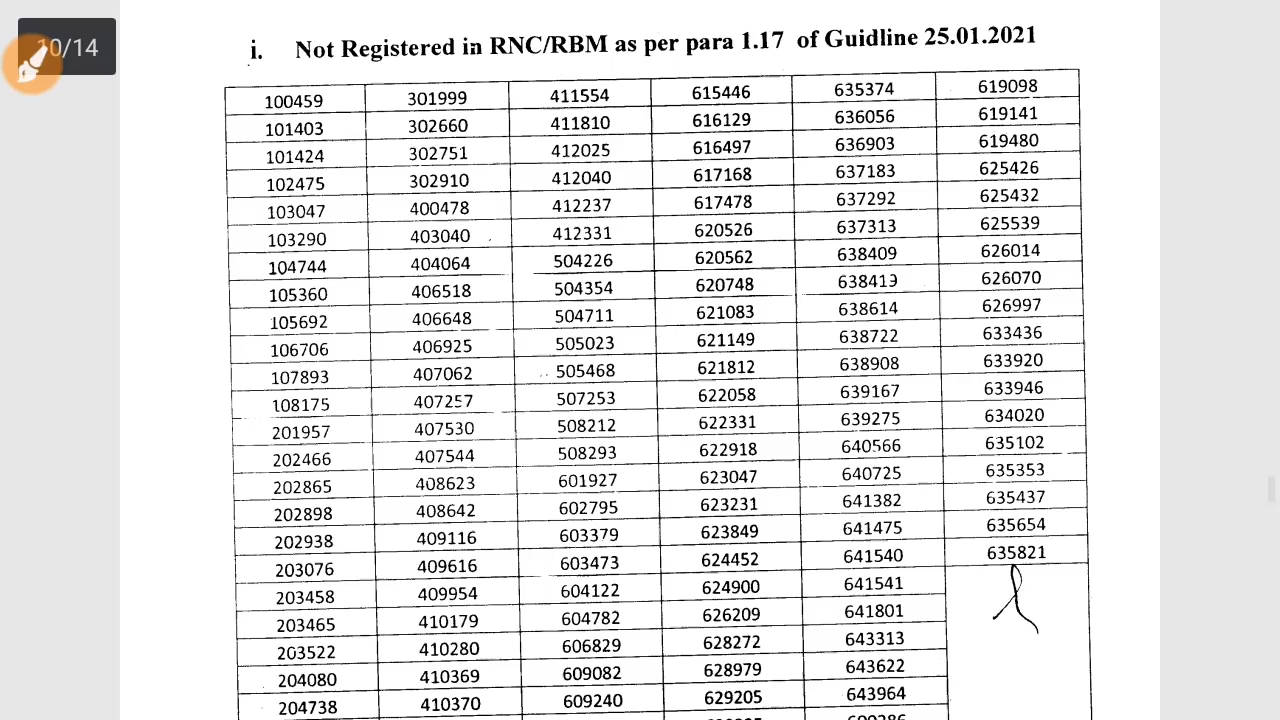 10/14
i. Not Registered in RNC/RBM as per para 1.17 of Guidline 25.01.2021
100459 301999 411554 615446 635374 619098
101403 302660 411810 616129 636056 619141
101424 302751 412025 616497 636903 619480
102475 302910 412040 617168 637183 625426
103047 400478 412237 617478 637292 625432
103290 403040 412331 620526 637313 625539
104744 404064 504226 620562 638409 626014
105360 406518 504354 620748 638413 626070
105692 406648 504711 621083 638614 626997
106706 406925 505023 621149 638722 633436
107893 407062 505468 621812 638908 633920
108175 407257 507253 622058 639167 633946
201957 407530 508212 622331 639275 634020
202466 407544 508293 622918 640566 635102
202865 408623 601927 623047 640725 635353
202898 408642 602795 623231 641382 635437
202938 409116 603379 623849 641475 635654
203076 409616 603473 624452 641540 635821
203458 409954 604122 624900 641541
203465 410179 604782 626209 641801
203522 410280 606829 628272 643313
204080 410369 609082 628979 643622
204738 410370 609240 629205 643964